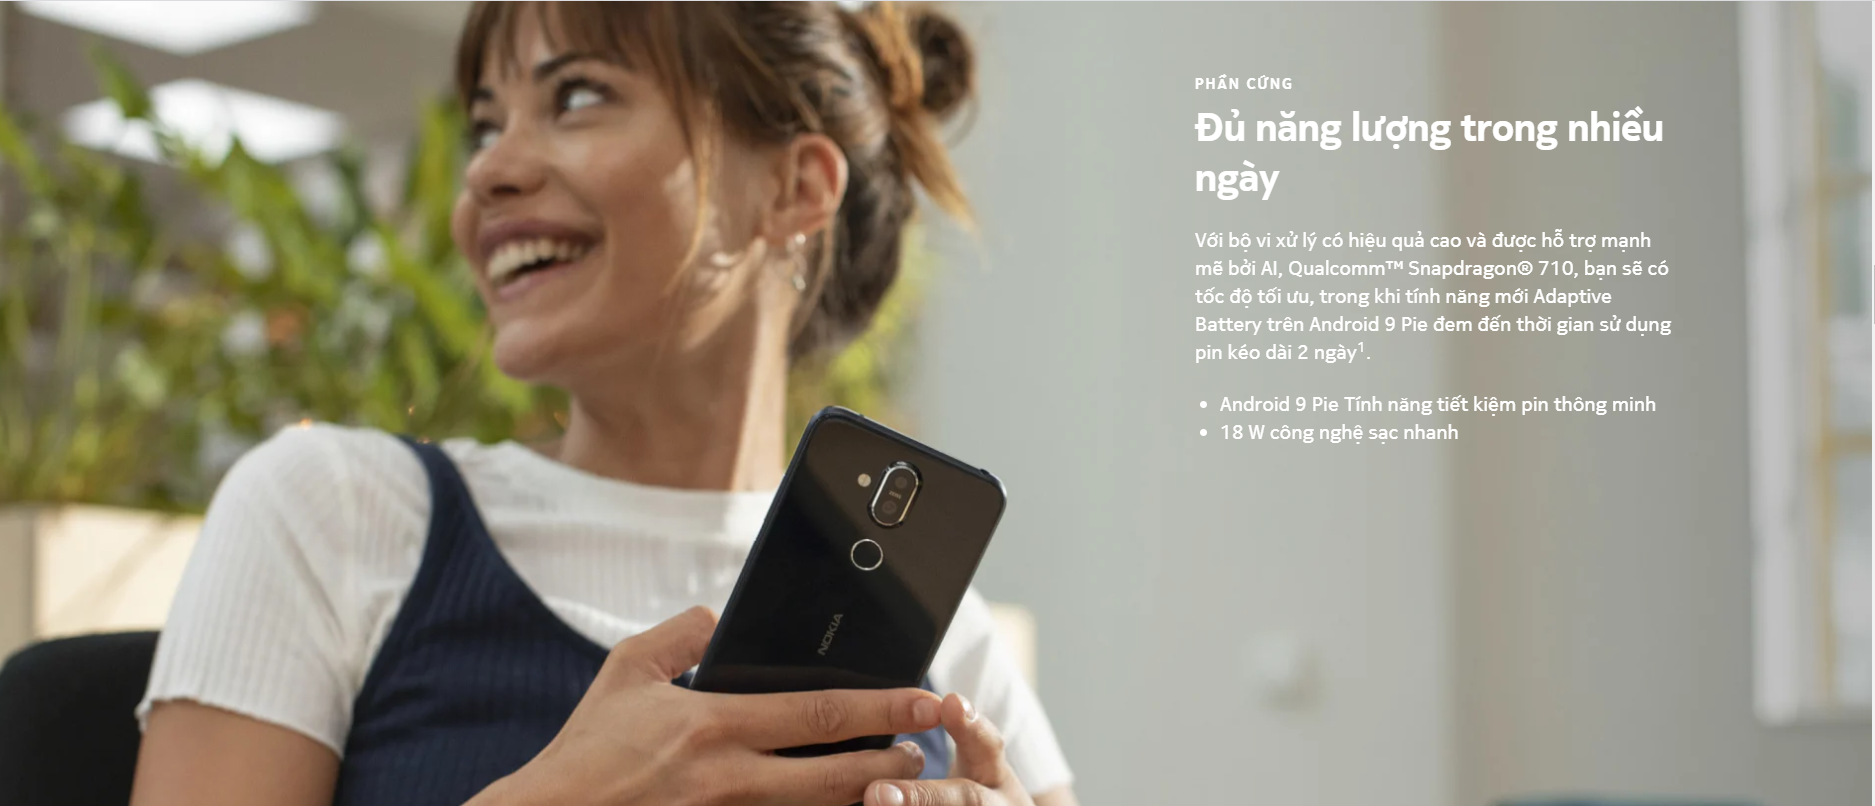 PHẦN CỨNG
Đủ năng lượng trong nhiều
ngày
Với bộ vi xử lý có hiệu quả cao và được hỗ trợ mạnh
mẽ bởi AI, Qualcomm™ Snapdragon® 710, bạn sẽ có
tốc độ tối ưu, trong khi tính năng mới Adaptive
Battery trên Android 9 Pie đem đến thời gian sử dụng
pin kéo dài 2 ngày¹.
• Android 9 Pie Tính năng tiết kiệm pin thông minh
• 18 W công nghệ sạc nhanh
NOKIA